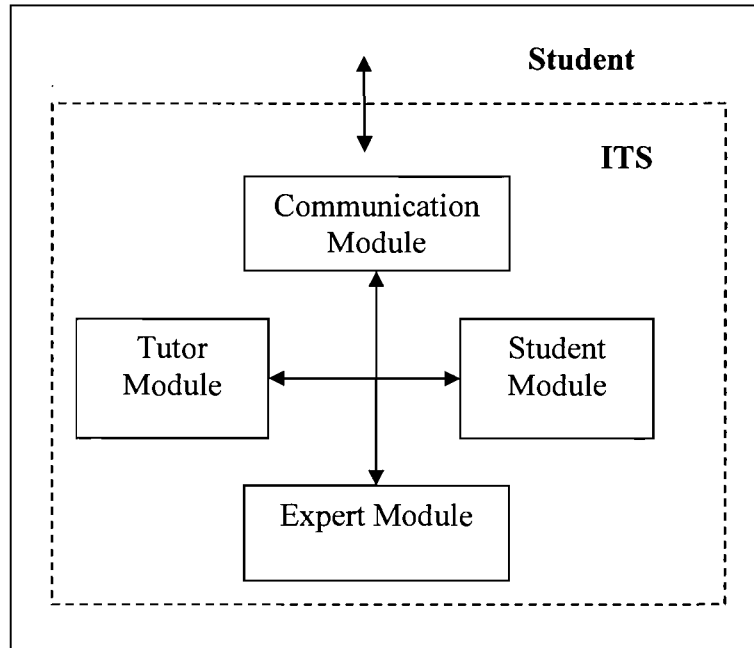 Student
ITS
Communication
Module
Tutor
Module
Student
Module
Expert Module